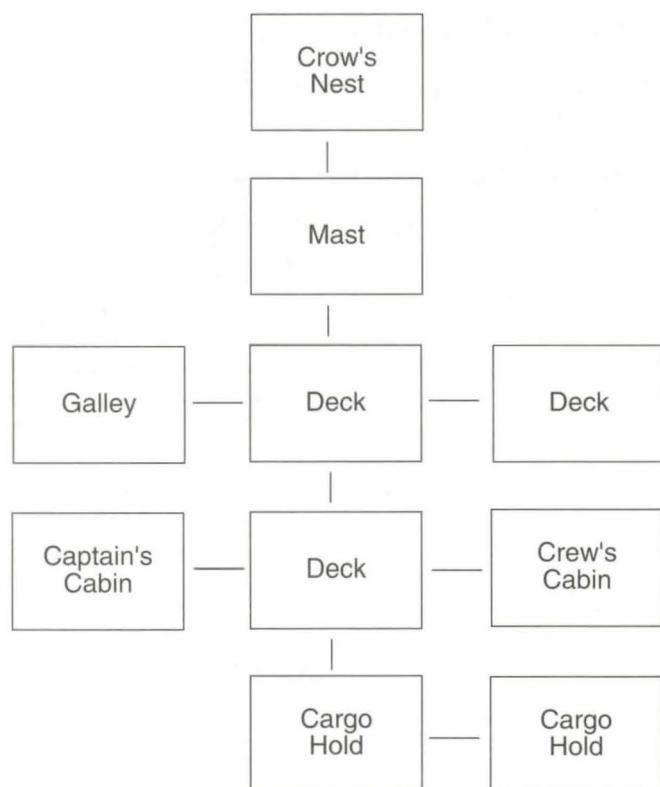 Crow's
Nest
Mast
Galley
Deck
Deck
Captain's
Cabin
Deck
Crew's
Cabin
Cargo
Hold
Cargo
Hold